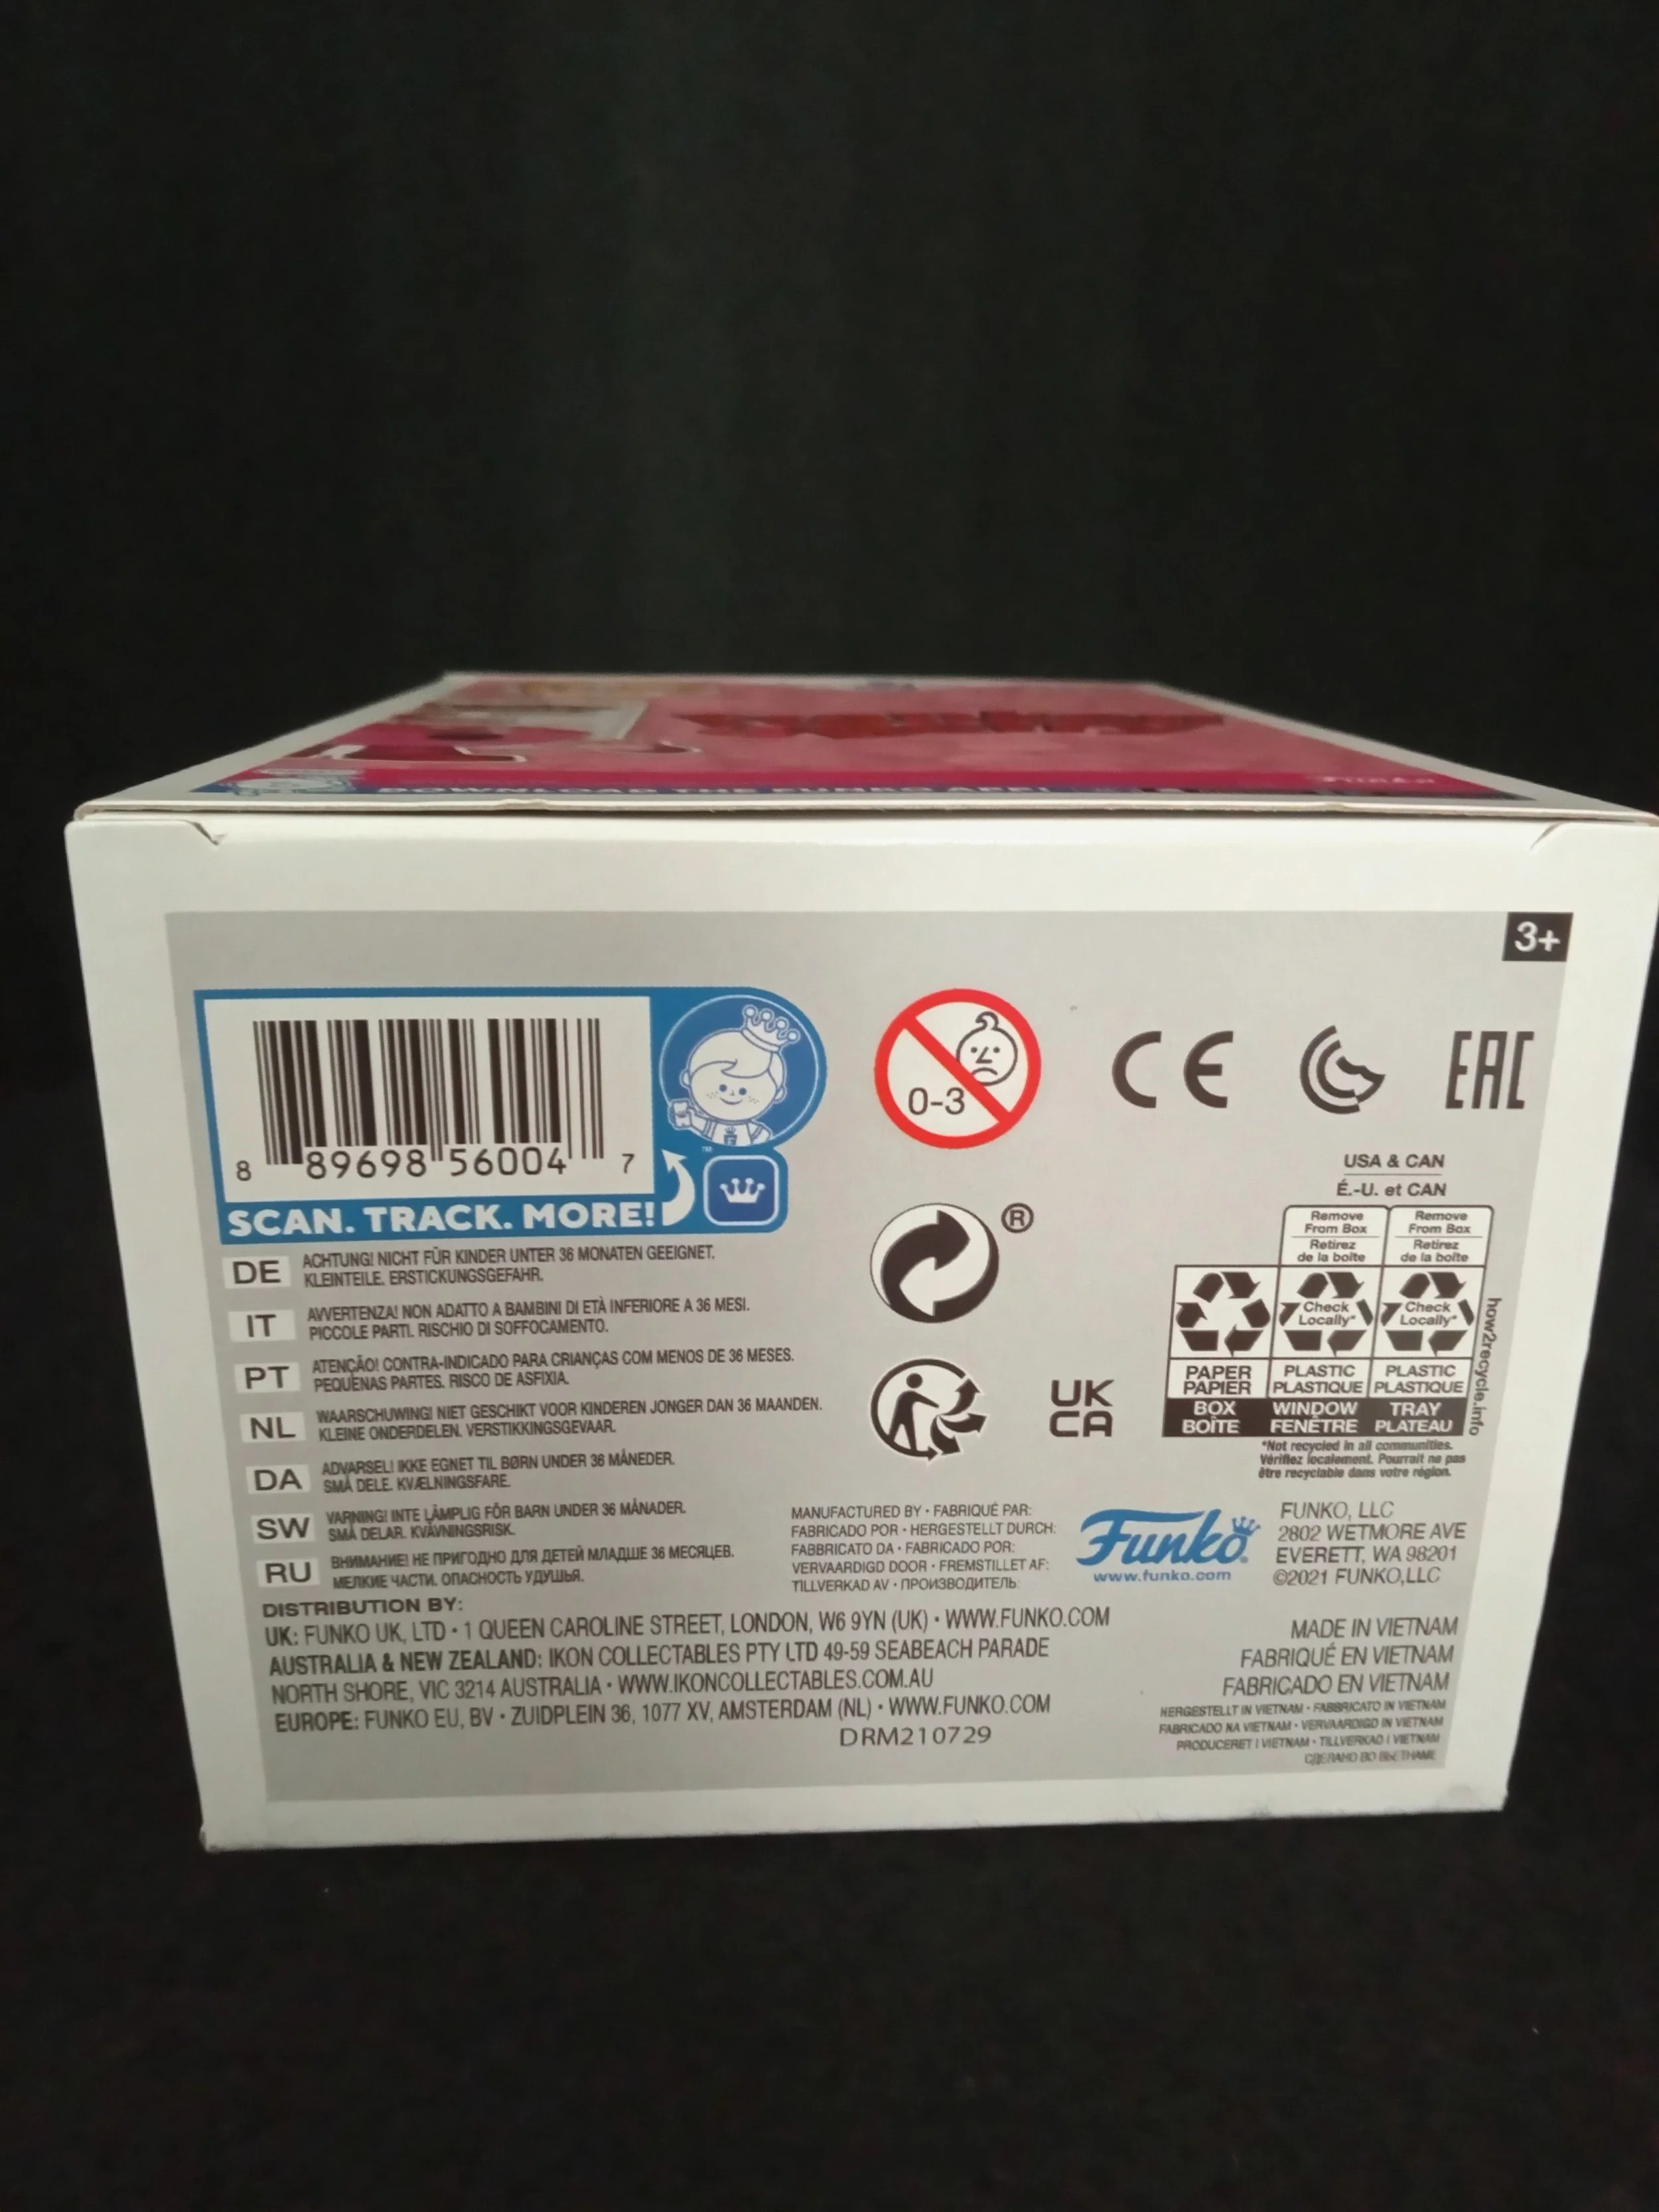 DOWNLOAD THE FUNKO APP!
3+
8 89698 56004 7
™
SCAN. TRACK. MORE!
0-3
CE
EAC
®
UK
CA
USA & CAN
É.-U. et CAN
Remove From Box Retirez de la boîte
Remove From Box Retirez de la boîte
Check Locally*
Check Locally*
PAPER PAPIER
PLASTIC PLASTIQUE
PLASTIC PLASTIQUE
BOX BOÎTE
WINDOW FENÊTRE
TRAY PLATEAU
how2recycle.info
*Not recycled in all communities.
Vérifiez localement. Pourrait ne pas
être recyclable dans votre région.
DE ACHTUNG! NICHT FÜR KINDER UNTER 36 MONATEN GEEIGNET.
KLEINTEILE. ERSTICKUNGSGEFAHR.
IT AVVERTENZA! NON ADATTO A BAMBINI DI ETÀ INFERIORE A 36 MESI.
PICCOLE PARTI. RISCHIO DI SOFFOCAMENTO.
PT ATENÇÃO! CONTRA-INDICADO PARA CRIANÇAS COM MENOS DE 36 MESES.
PEQUENAS PARTES. RISCO DE ASFIXIA.
NL WAARSCHUWING! NIET GESCHIKT VOOR KINDEREN JONGER DAN 36 MAANDEN.
KLEINE ONDERDELEN. VERSTIKKINGSGEVAAR.
DA ADVARSEL! IKKE EGNET TIL BØRN UNDER 36 MÅNEDER.
SMÅ DELE. KVÆLNINGSFARE.
SW VARNING! INTE LÄMPLIG FÖR BARN UNDER 36 MÅNADER.
SMÅ DELAR. KVÄVNINGSRISK.
RU ВНИМАНИЕ! НЕ ПРИГОДНО ДЛЯ ДЕТЕЙ МЛАДШЕ 36 МЕСЯЦЕВ.
МЕЛКИЕ ЧАСТИ. ОПАСНОСТЬ УДУШЬЯ.
MANUFACTURED BY • FABRIQUÉ PAR:
FABRICADO POR • HERGESTELLT DURCH:
FABBRICATO DA • FABRICADO POR:
VERVAARDIGD DOOR • FREMSTILLET AF:
TILLVERKAD AV • ПРОИЗВОДИТЕЛЬ:
Funko®
www.funko.com
FUNKO, LLC
2802 WETMORE AVE
EVERETT, WA 98201
©2021 FUNKO,LLC
DISTRIBUTION BY:
UK: FUNKO UK, LTD • 1 QUEEN CAROLINE STREET, LONDON, W6 9YN (UK) • WWW.FUNKO.COM
AUSTRALIA & NEW ZEALAND: IKON COLLECTABLES PTY LTD 49-59 SEABEACH PARADE
NORTH SHORE, VIC 3214 AUSTRALIA • WWW.IKONCOLLECTABLES.COM.AU
EUROPE: FUNKO EU, BV • ZUIDPLEIN 36, 1077 XV, AMSTERDAM (NL) • WWW.FUNKO.COM
DRM210729
MADE IN VIETNAM
FABRIQUÉ EN VIETNAM
FABRICADO EN VIETNAM
HERGESTELLT IN VIETNAM • FABBRICATO IN VIETNAM
FABRICADO NA VIETNAM • VERVAARDIGD IN VIETNAM
PRODUCERET I VIETNAM • TILLVERKAD I VIETNAM
СДЕЛАНО ВО ВЬЕТНАМЕ